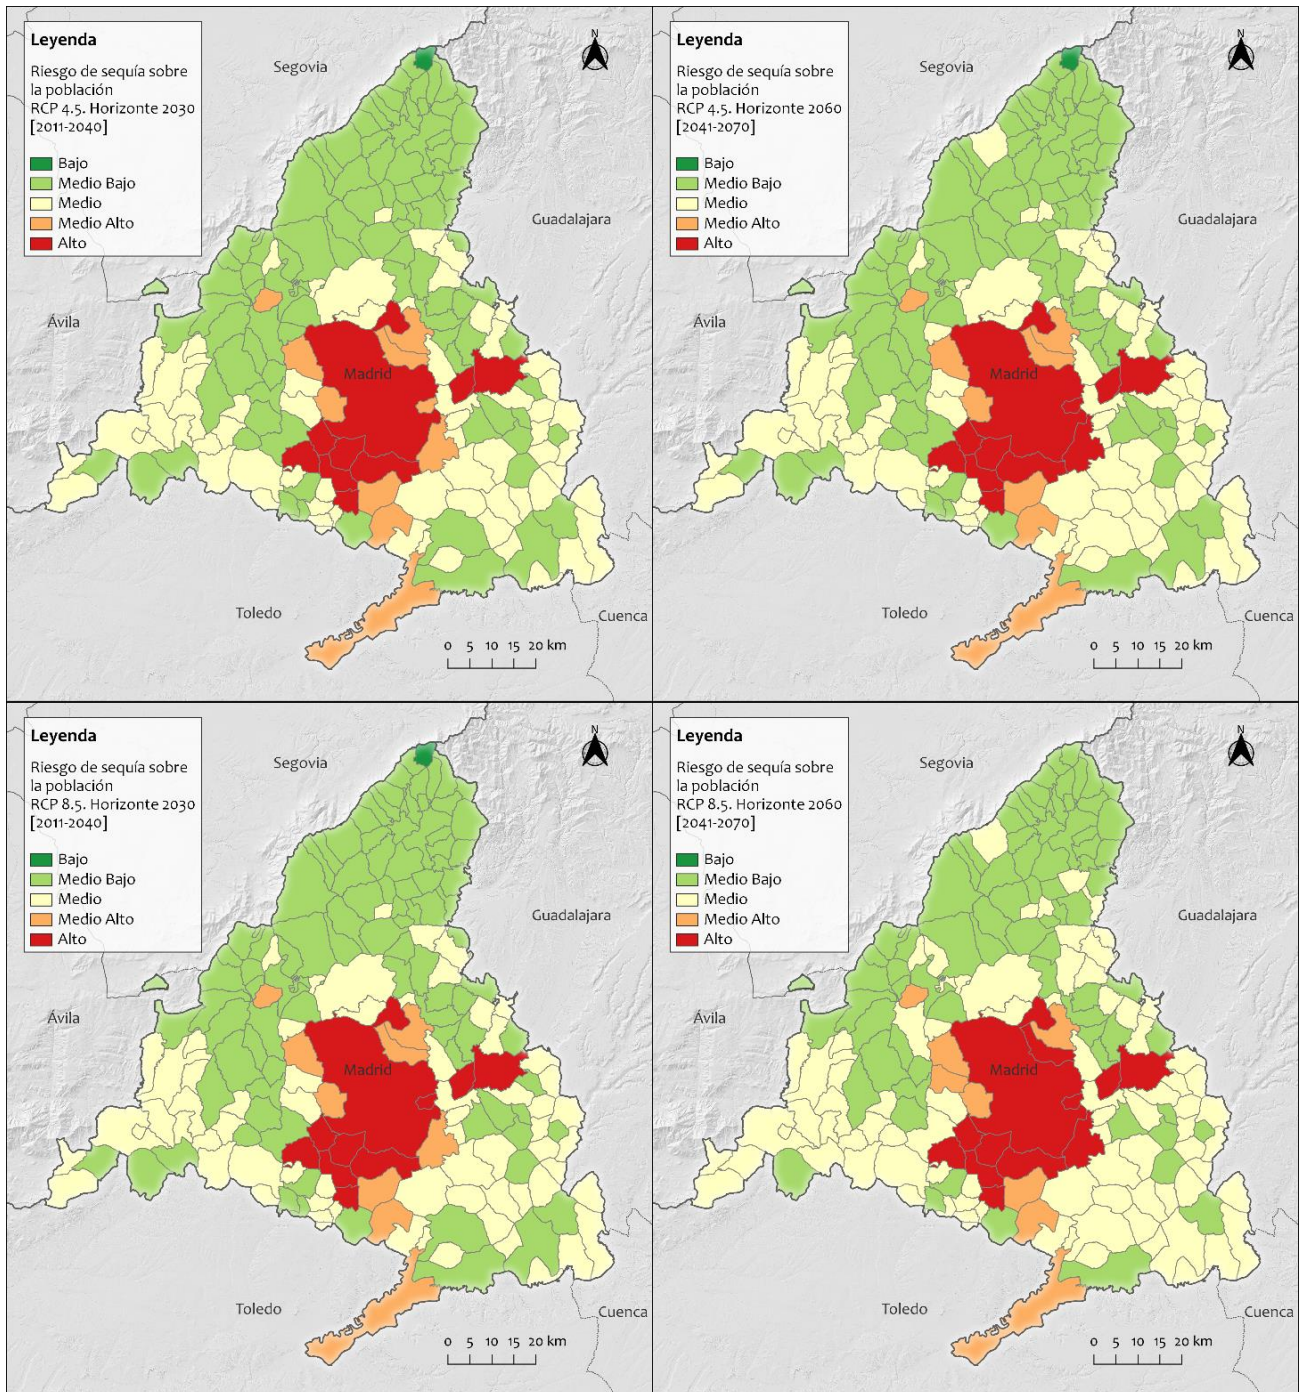 Leyenda
Riesgo de sequía sobre
la población
RCP 4.5. Horizonte 2030
[2011-2040]
Bajo
Medio Bajo
Medio
Medio Alto
Alto
N
Segovia
Guadalajara
Ávila
Madrid
Toledo
Cuenca
0 5 10 15 20 km
Leyenda
Riesgo de sequía sobre
la población
RCP 4.5. Horizonte 2060
[2041-2070]
Bajo
Medio Bajo
Medio
Medio Alto
Alto
N
Segovia
Guadalajara
Ávila
Madrid
Toledo
Cuenca
0 5 10 15 20 km
Leyenda
Riesgo de sequía sobre
la población
RCP 8.5. Horizonte 2030
[2011-2040]
Bajo
Medio Bajo
Medio
Medio Alto
Alto
N
Segovia
Guadalajara
Ávila
Madrid
Toledo
Cuenca
0 5 10 15 20 km
Leyenda
Riesgo de sequía sobre
la población
RCP 8.5. Horizonte 2060
[2041-2070]
Bajo
Medio Bajo
Medio
Medio Alto
Alto
N
Segovia
Guadalajara
Ávila
Madrid
Toledo
Cuenca
0 5 10 15 20 km